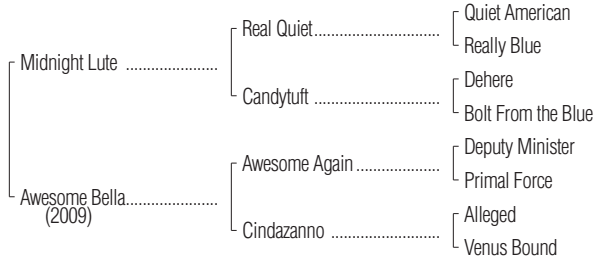 Quiet American
Real Quiet..............................
Really Blue
Midnight Lute ......................
Dehere
Candytuft ..............................
Bolt From the Blue
Deputy Minister
Awesome Again ....................
Primal Force
Awesome Bella......................
(2009)
Alleged
Cindazanno ..........................
Venus Bound